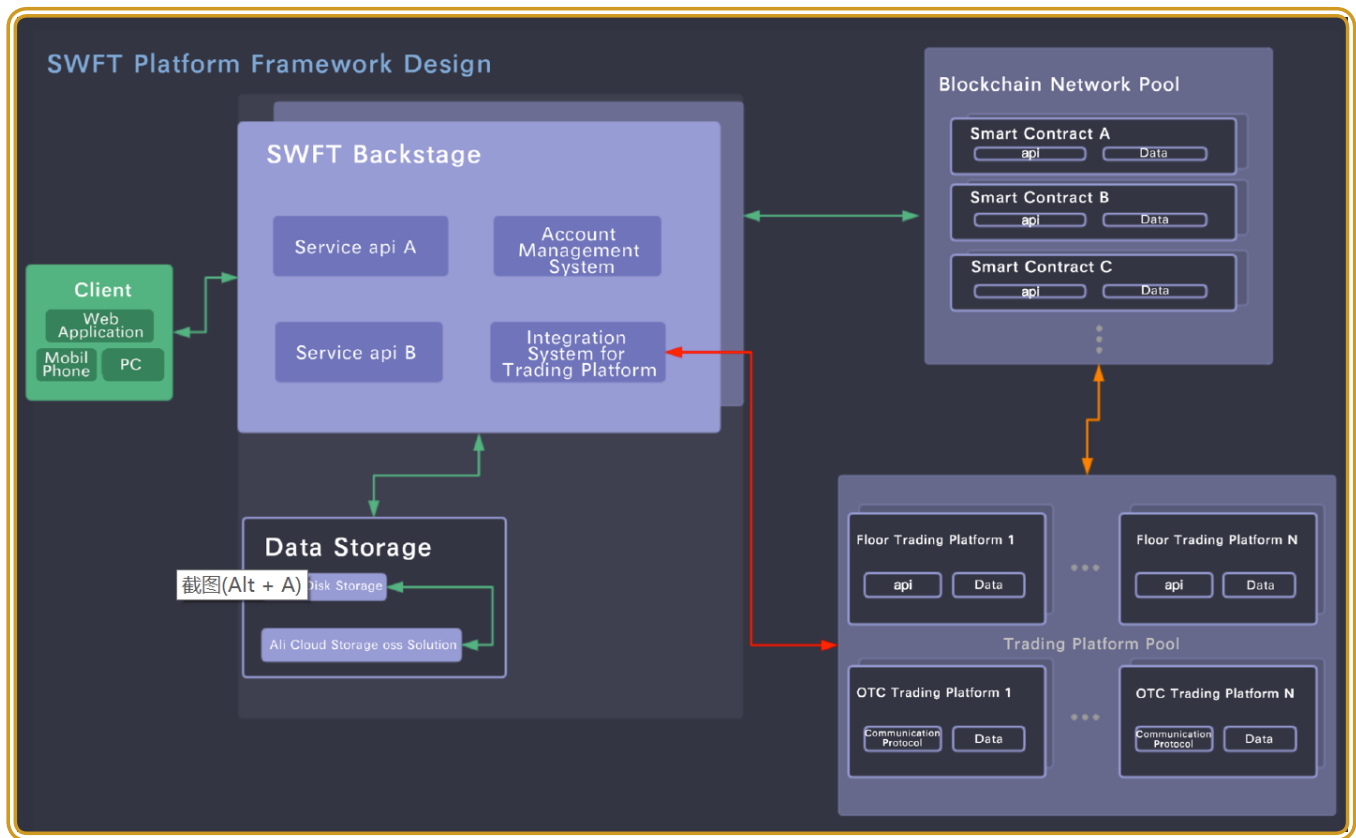 SWFT Platform Framework Design
Blockchain Network Pool
Smart Contract A
api Data
Smart Contract B
api Data
Smart Contract C
api Data
SWFT Backstage
Service api A
Account
Management
System
Service api B
Integration
System for
Trading Platform
Client
Web
Application
Mobil
Phone
PC
Data Storage
截图(Alt + A)
Disk Storage
Ali Cloud Storage oss Solution
Floor Trading Platform 1
api Data
Floor Trading Platform N
api Data
Trading Platform Pool
OTC Trading Platform 1
Communication
Protocol
Data
OTC Trading Platform N
Communication
Protocol
Data